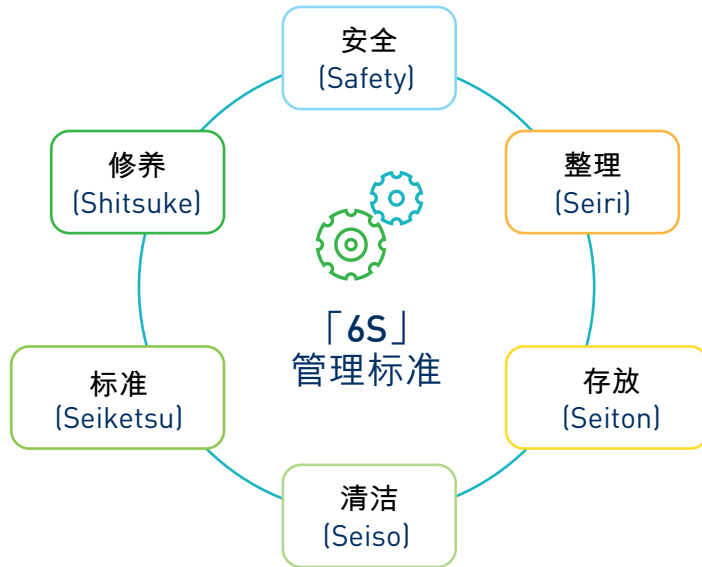 安全
(Safety)
整理
(Seiri)
存放
(Seiton)
清洁
(Seiso)
标准
(Seiketsu)
修养
(Shitsuke)
「6S」
管理标准